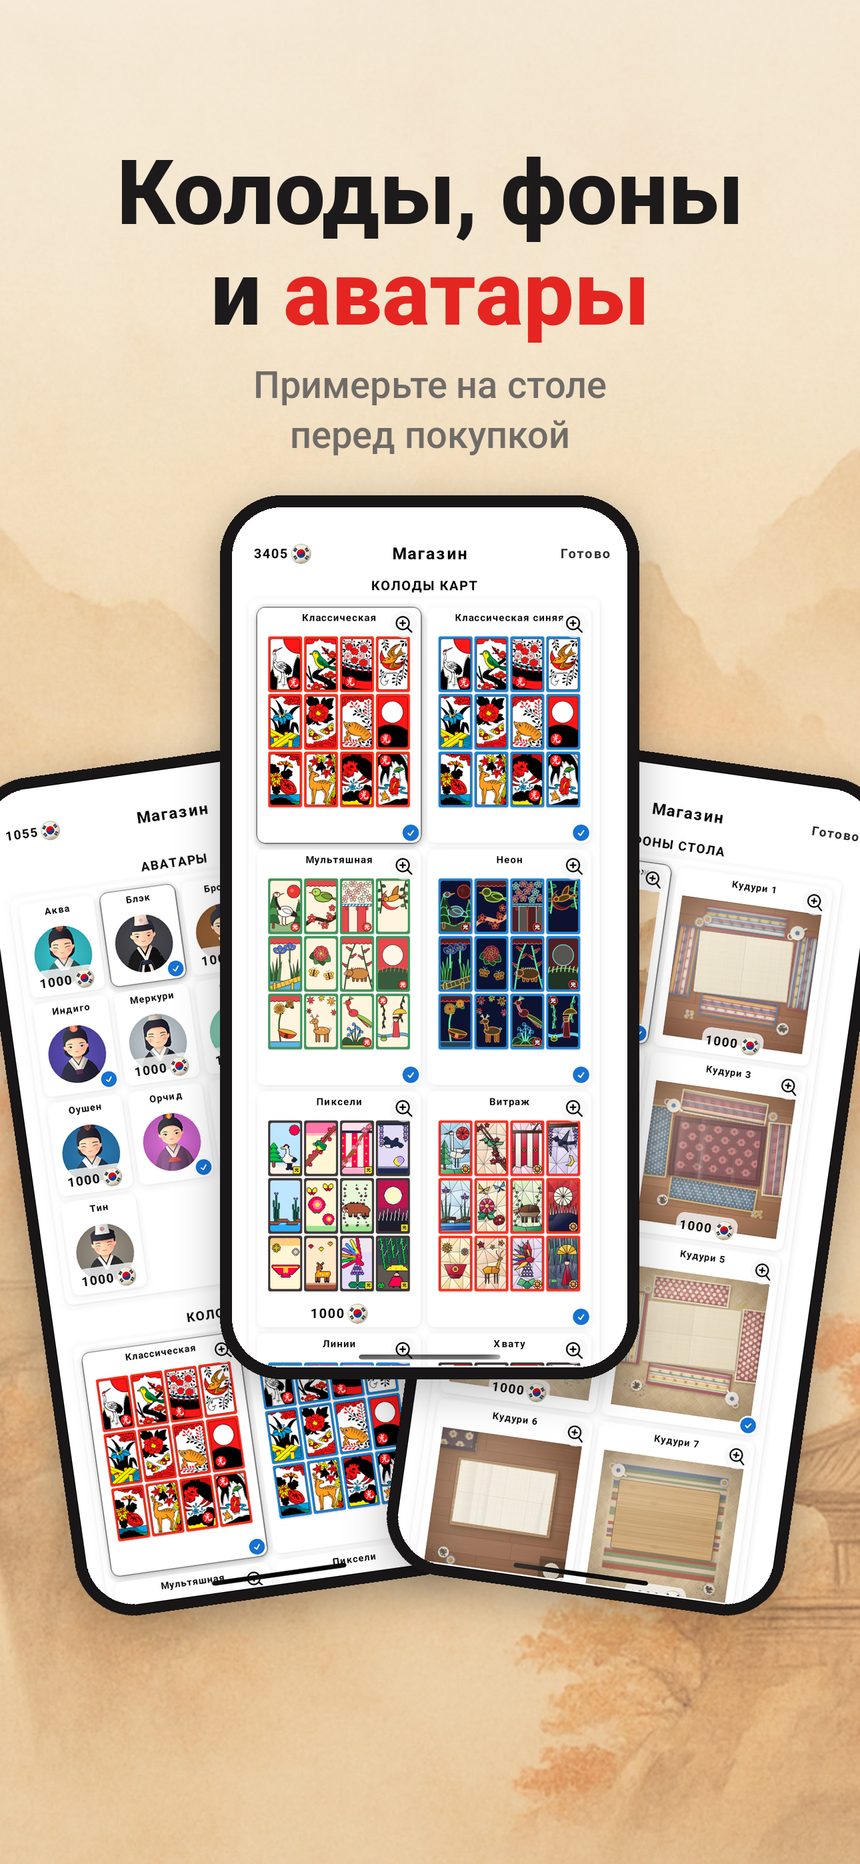 Колоды, фоны
и аватары
Примерьте на столе
перед покупкой
3405
Магазин
Готово
КОЛОДЫ КАРТ
Классическая
Классическая синяя
Мультяшная
Неон
Пиксели
Витраж
1000
Линии
Хвату
1055
Магазин
АВАТАРЫ
Аква
Блэк
1000
Индиго
Меркури
1000
Оушен
Орчид
1000
Тин
1000
Классическая
Мультяшная
Пиксели
Магазин
Готово
ФОНЫ СТОЛА
Кудури 1
1000
Кудури 3
1000
Кудури 5
1000
Кудури 6
Кудури 7